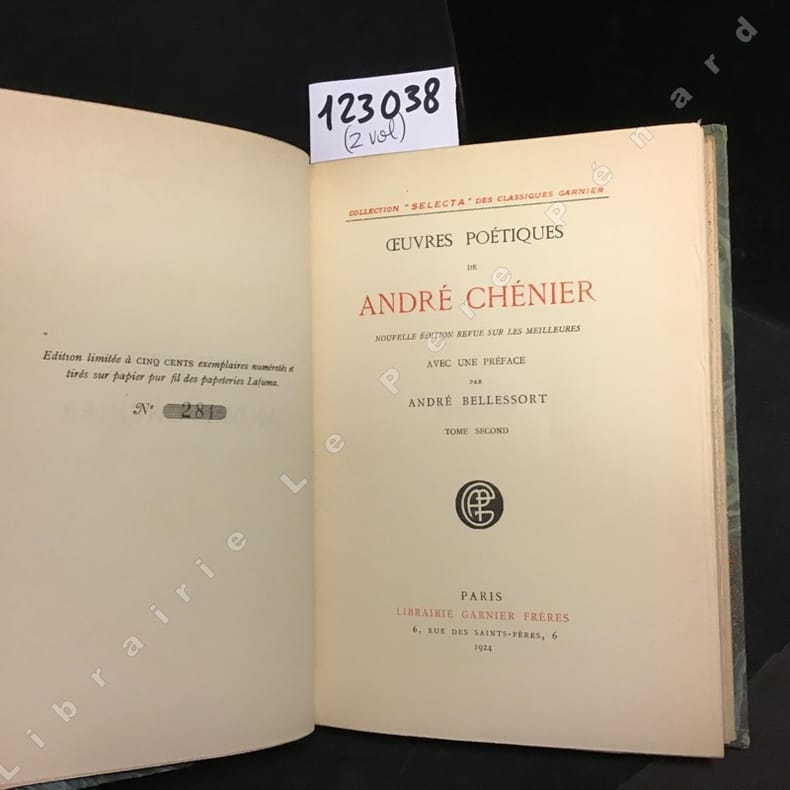 123038
(2 vol)
Edition limitée à CINQ CENTS exemplaires numérotés et
tirés sur papier pur fil des papeteries Lafuma.
N° 281
COLLECTION "SELECTA" DES CLASSIQUES GARNIER
ŒUVRES POÉTIQUES
DE
ANDRÉ CHÉNIER
NOUVELLE ÉDITION REVUE SUR LES MEILLEURES
AVEC UNE PRÉFACE
PAR
ANDRÉ BELLESSORT
TOME SECOND
PARIS
LIBRAIRIE GARNIER FRÈRES
6, RUE DES SAINTS-PÈRES, 6
1924
Librairie Le Père Pénard